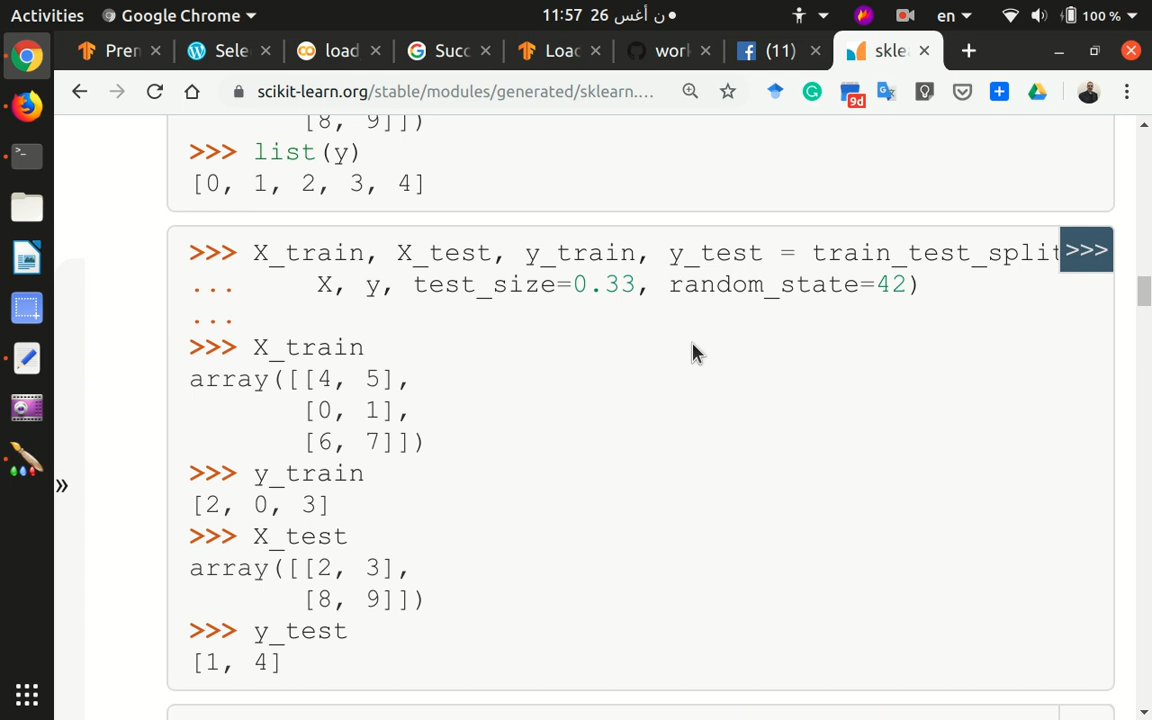 Activities Google Chrome 11:57 26 ن أغس en 100 %
Pren Sele load Succ Load work (11) skle
scikit-learn.org/stable/modules/generated/sklearn.... 9d
[8, 9]])
>>> list(y)
[0, 1, 2, 3, 4]
>>> X_train, X_test, y_train, y_test = train_test_split >>>
... X, y, test_size=0.33, random_state=42)
...
>>> X_train
array([[4, 5],
[0, 1],
[6, 7]])
>>> y_train
[2, 0, 3]
>>> X_test
array([[2, 3],
[8, 9]])
>>> y_test
[1, 4]